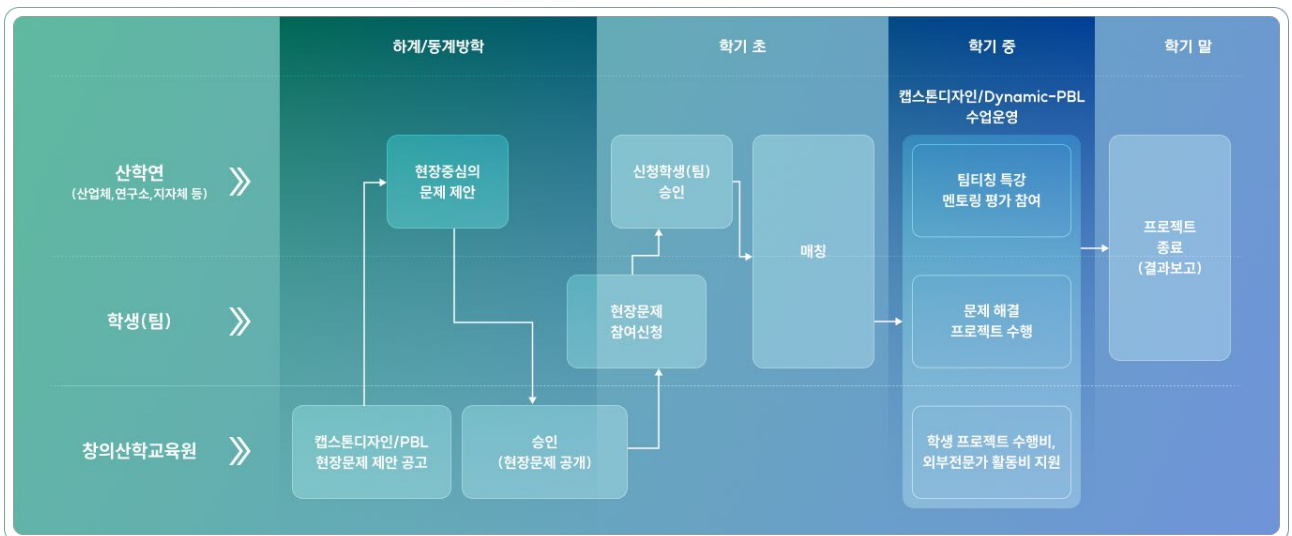 하계/동계방학
학기 초
학기 중
학기 말
캡스톤디자인/Dynamic-PBL
수업운영
산학연
(산업체,연구소,지자체 등)
현장중심의
문제 제안
신청학생(팀)
승인
매칭
팀티칭 특강
멘토링 평가 참여
프로젝트
종료
(결과보고)
학생(팀)
현장문제
참여신청
문제 해결
프로젝트 수행
창의산학교육원
캡스톤디자인/PBL
현장문제 제안 공고
승인
(현장문제 공개)
학생 프로젝트 수행비,
외부전문가 활동비 지원